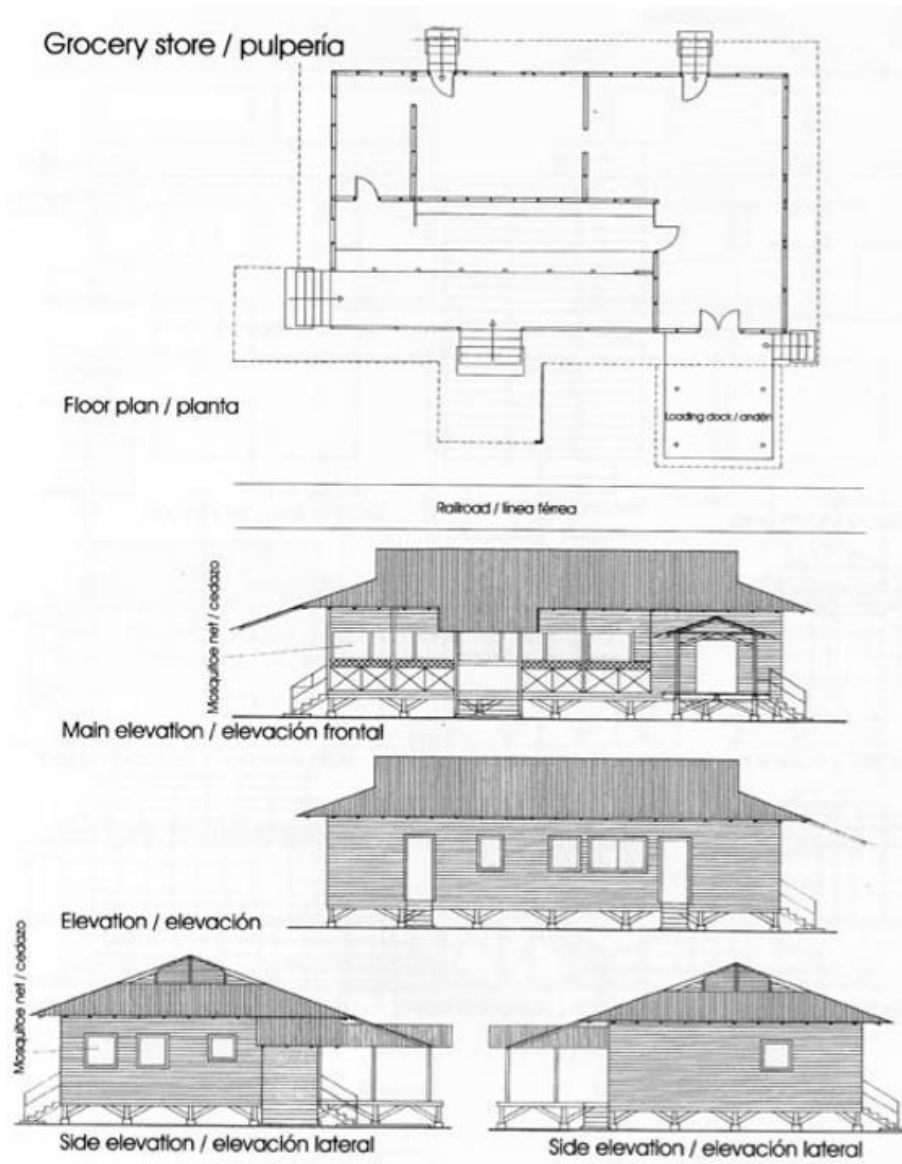 Grocery store / pulpería
Floor plan / planta
Loading dock / andén
Railroad / línea férrea
Mosquitoe net / cedazo
Main elevation / elevación frontal
Elevation / elevación
Mosquitoe net / cedazo
Side elevation / elevación lateral
Side elevation / elevación lateral